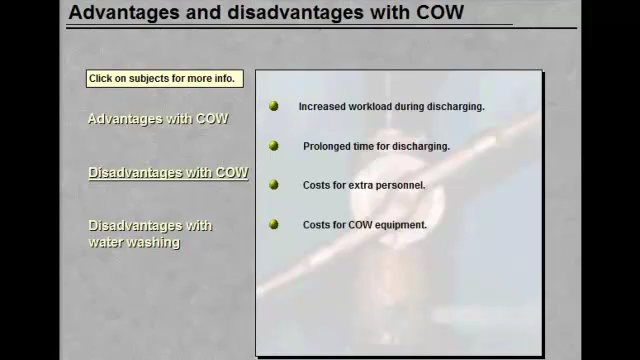 Advantages and disadvantages with COW
Click on subjects for more info.
Advantages with COW
Disadvantages with COW
Disadvantages with
water washing
Increased workload during discharging.
Prolonged time for discharging.
Costs for extra personnel.
Costs for COW equipment.